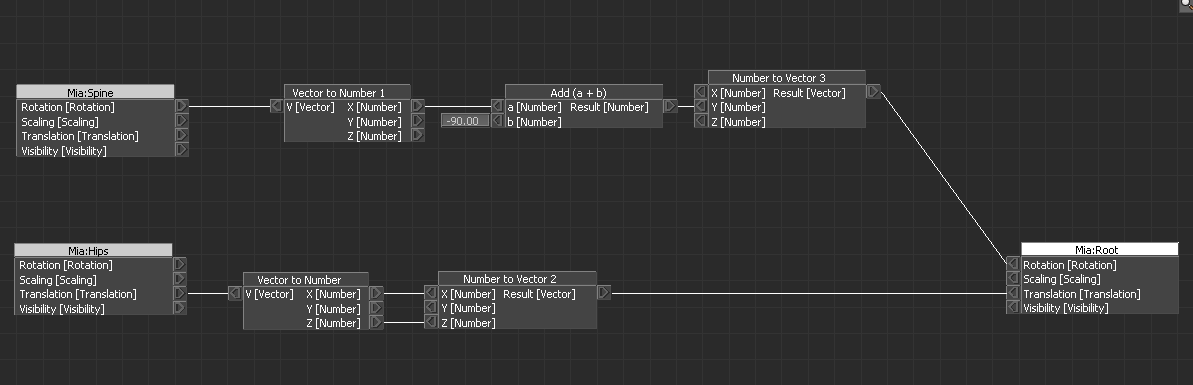 Mia:Spine
Rotation [Rotation]
Scaling [Scaling]
Translation [Translation]
Visibility [Visibility]
Vector to Number 1
V [Vector] X [Number]
Y [Number]
Z [Number]
Add (a + b)
a [Number] Result [Number]
-90.00 b [Number]
Number to Vector 3
X [Number] Result [Vector]
Y [Number]
Z [Number]
Mia:Hips
Rotation [Rotation]
Scaling [Scaling]
Translation [Translation]
Visibility [Visibility]
Vector to Number
V [Vector] X [Number]
Y [Number]
Z [Number]
Number to Vector 2
X [Number] Result [Vector]
Y [Number]
Z [Number]
Mia:Root
Rotation [Rotation]
Scaling [Scaling]
Translation [Translation]
Visibility [Visibility]